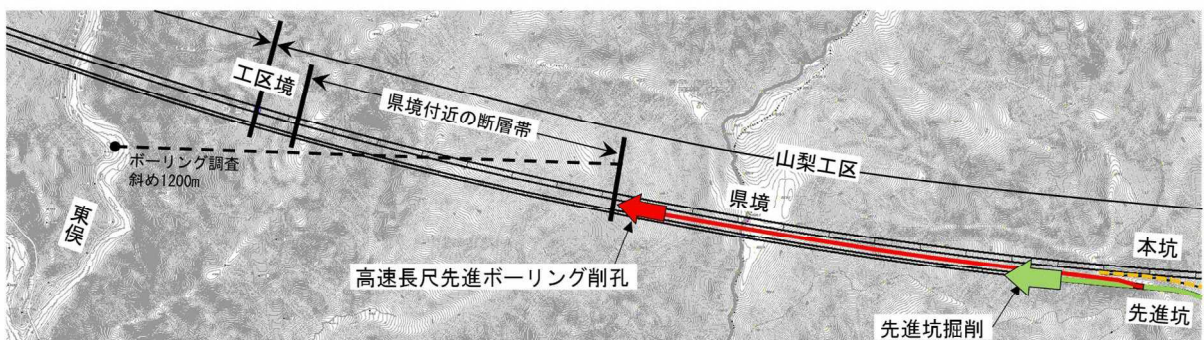 工区境
県境付近の断層帯
ボーリング調査
斜め1200m
東俣
山梨工区
県境
高速長尺先進ボーリング削孔
本坑
先進坑
先進坑掘削